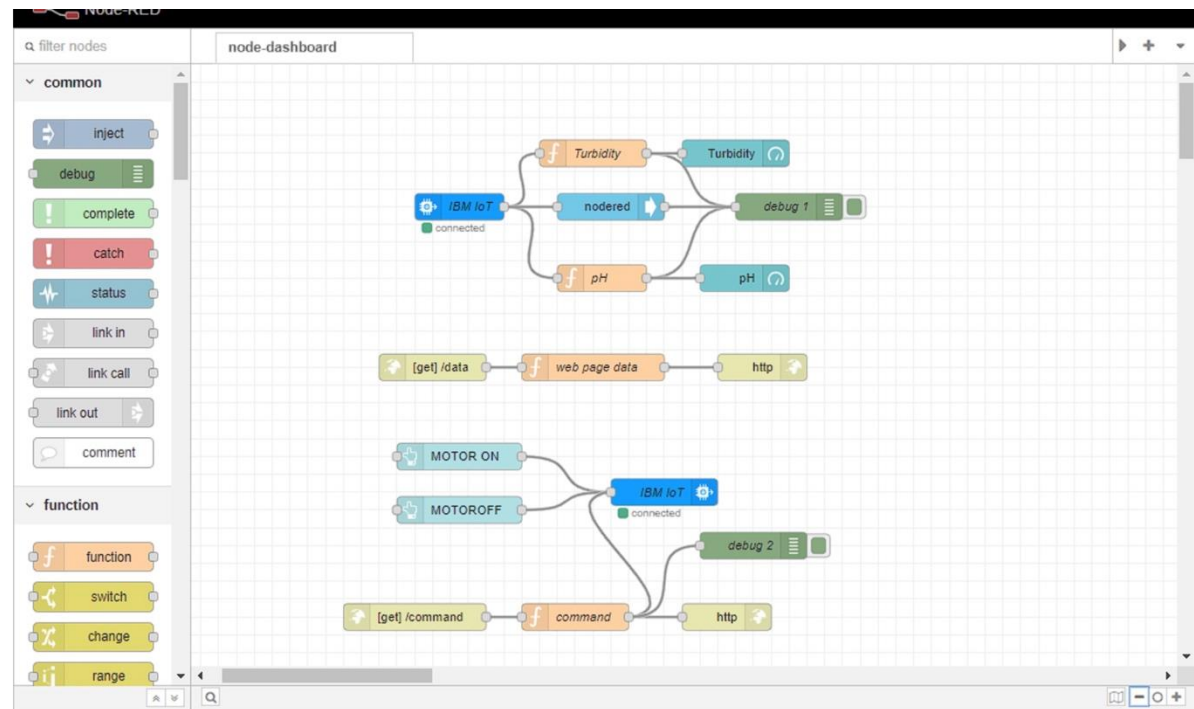 Node-RED
filter nodes
node-dashboard
common
inject
debug
complete
catch
status
link in
link call
link out
comment
function
function
switch
change
range
Turbidity
Turbidity
IBM IoT
connected
nodered
debug 1
pH
pH
[get] /data
web page data
http
MOTOR ON
MOTOROFF
IBM IoT
connected
debug 2
[get] /command
command
http